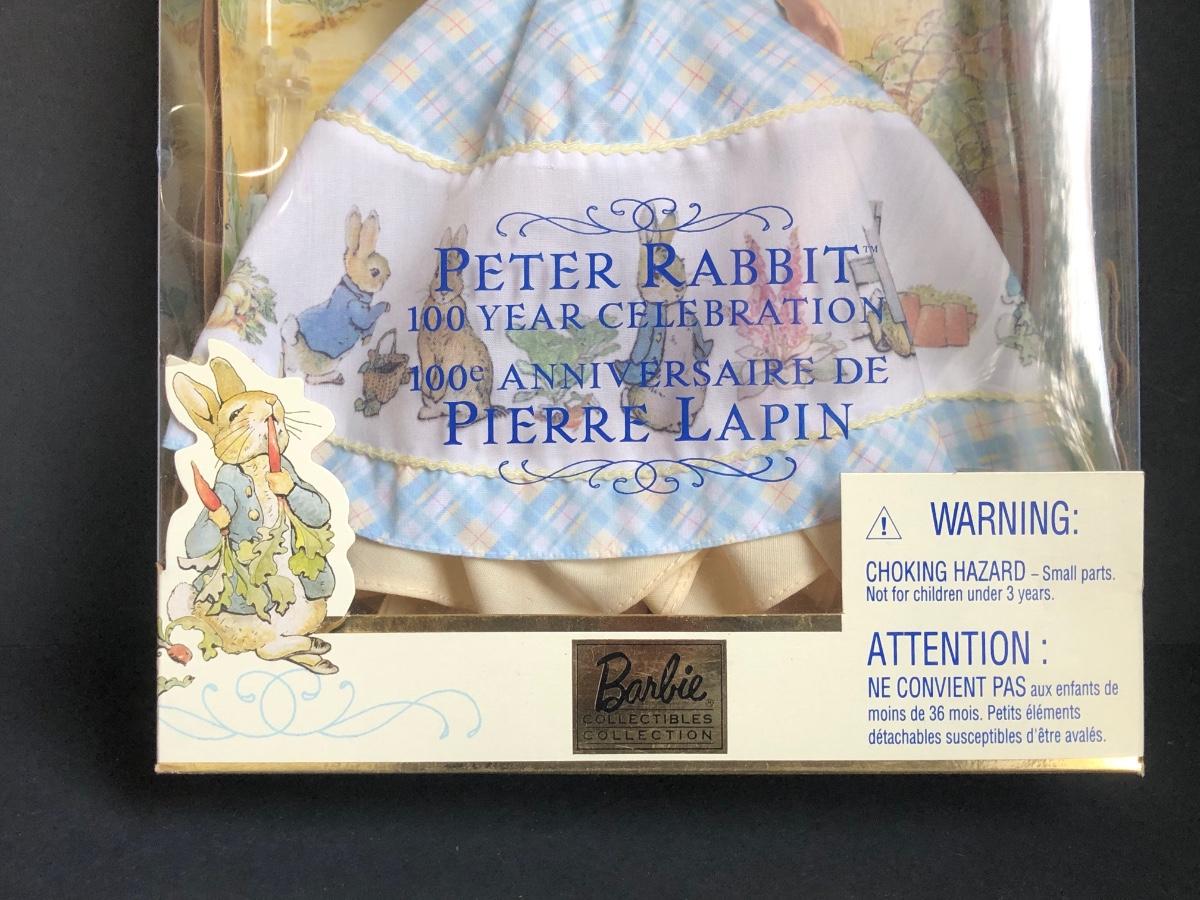 PETER RABBIT™
100 YEAR CELEBRATION
100e ANNIVERSAIRE DE
PIERRE LAPIN
WARNING:
CHOKING HAZARD – Small parts.
Not for children under 3 years.
ATTENTION :
NE CONVIENT PAS aux enfants de
moins de 36 mois. Petits éléments
détachables susceptibles d'être avalés.
Barbie®
COLLECTIBLES
COLLECTION